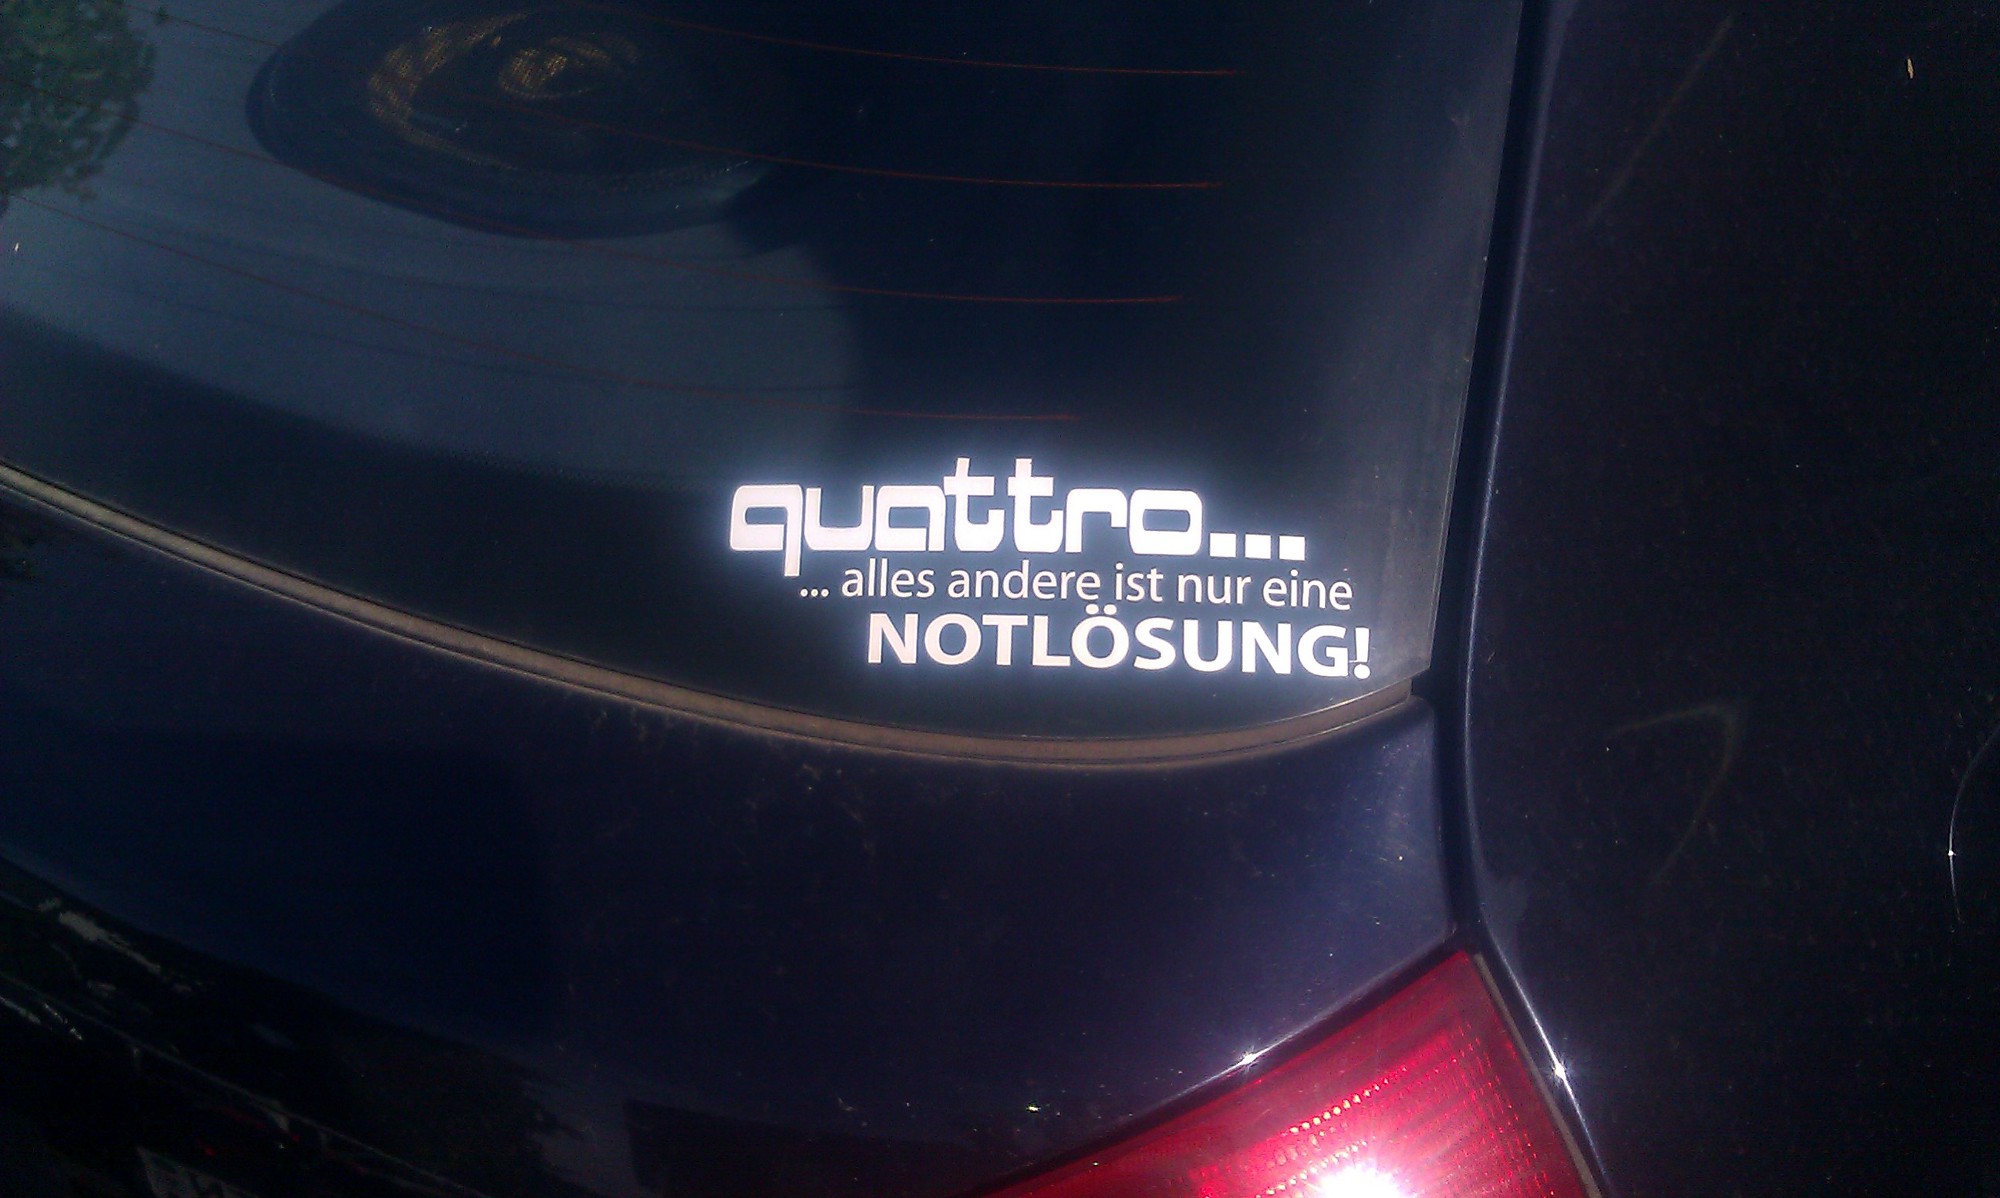 quattro...
... alles andere ist nur eine
NOTLÖSUNG!